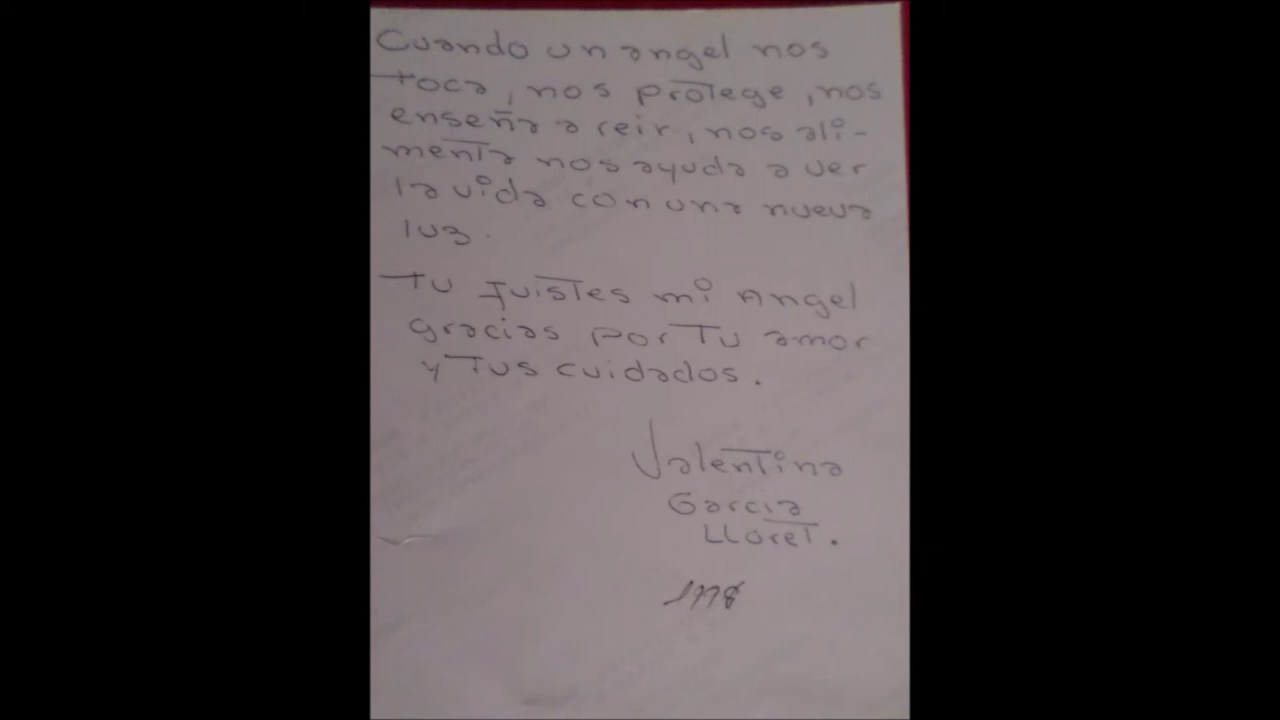 Cuando un angel nos
toca, nos protege, nos
enseña a reir, nos ali-
menta nos ayuda a ver
la vida con una nueva
luz.
Tu fuistes mi Angel
gracias por Tu amor
y Tus cuidados.
Valentina
Garcia
Lloret.